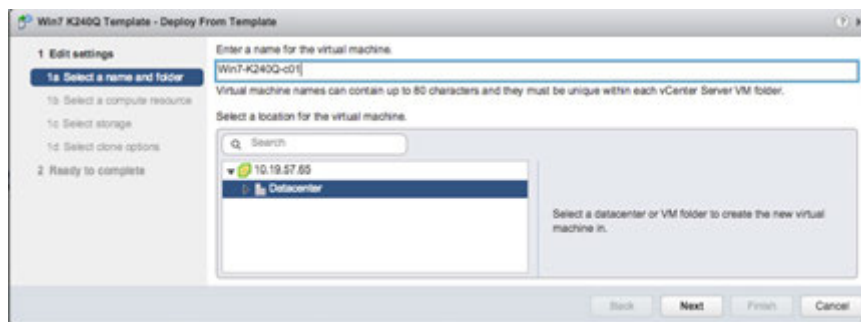 Win7 K240Q Template - Deploy From Template
1 Edit settings
1a Select a name and folder
1b Select a compute resource
1c Select storage
1d Select clone options
2 Ready to complete
Enter a name for the virtual machine.
Win7-K240Q-c01
Virtual machine names can contain up to 80 characters and they must be unique within each vCenter Server VM folder.
Select a location for the virtual machine.
Search
10.19.57.65
Datacenter
Select a datacenter or VM folder to create the new virtual
machine in.
Back
Next
Finish
Cancel